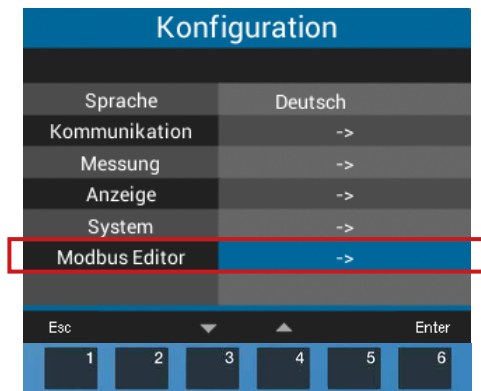 Konfiguration
Sprache Deutsch
Kommunikation ->
Messung ->
Anzeige ->
System ->
Modbus Editor ->
Esc Enter
1 2 3 4 5 6